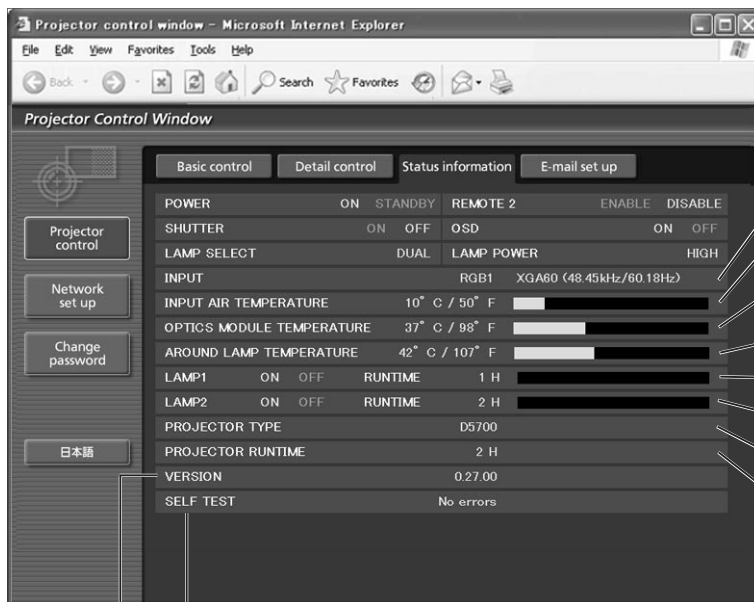 Projector control window - Microsoft Internet Explorer
File Edit View Favorites Tools Help
Back Search Favorites
Projector Control Window
Basic control Detail control Status information E-mail set up
Projector control
Network set up
Change password
日本語
POWER ON STANDBY REMOTE 2 ENABLE DISABLE
SHUTTER ON OFF OSD ON OFF
LAMP SELECT DUAL LAMP POWER HIGH
INPUT RGB1 XGA60 (48.45kHz/60.18Hz)
INPUT AIR TEMPERATURE 10° C / 50° F
OPTICS MODULE TEMPERATURE 37° C / 98° F
AROUND LAMP TEMPERATURE 42° C / 107° F
LAMP1 ON OFF RUNTIME 1 H
LAMP2 ON OFF RUNTIME 2 H
PROJECTOR TYPE D5700
PROJECTOR RUNTIME 2 H
VERSION 0.27.00
SELF TEST No errors